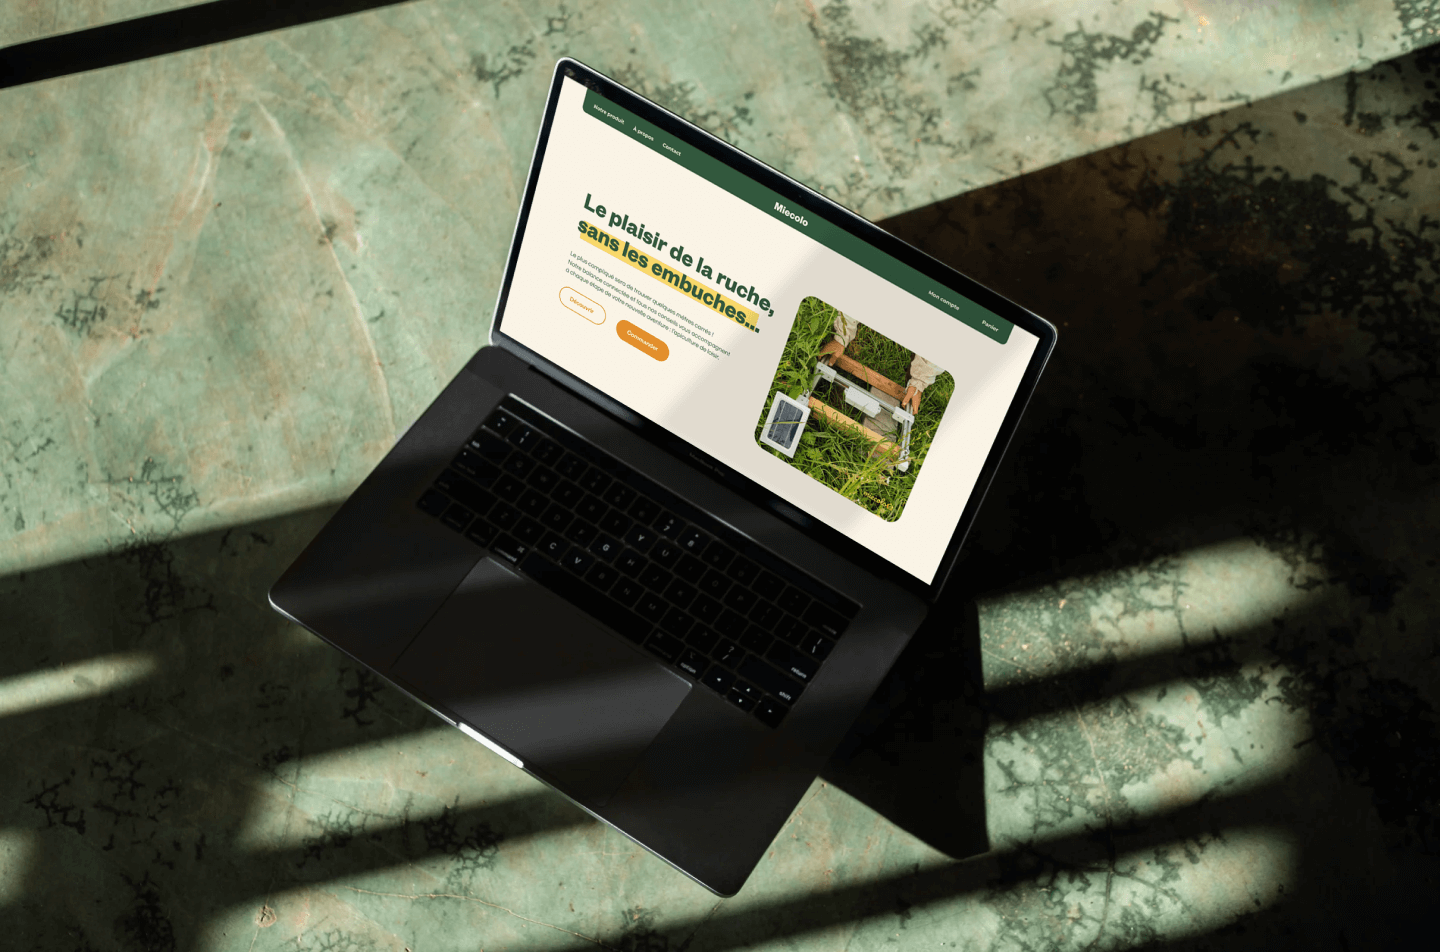 Notre produit
À propos
Contact
Miecolo
Mon compte
Panier
Le plaisir de la ruche,
sans les embuches...
Le plus compliqué sera de trouver quelques mètres carrés !
Notre balance connectée et tous nos conseils vous accompagnent
à chaque étape de votre nouvelle aventure : l'apiculture de loisir.
Découvrir
Commander